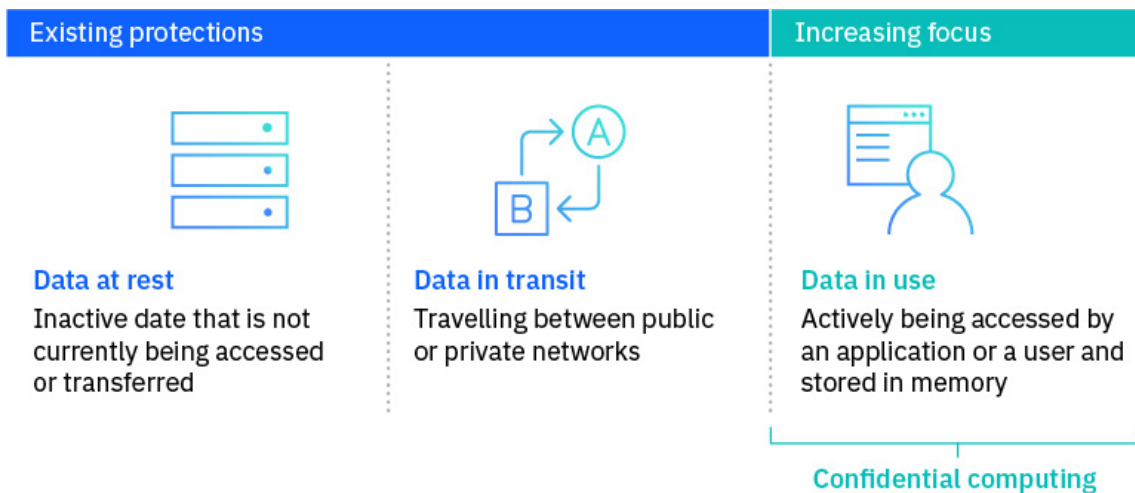 Existing protections
Increasing focus
A
B
Data at rest
Inactive date that is not
currently being accessed
or transferred
Data in transit
Travelling between public
or private networks
Data in use
Actively being accessed by
an application or a user and
stored in memory
Confidential computing